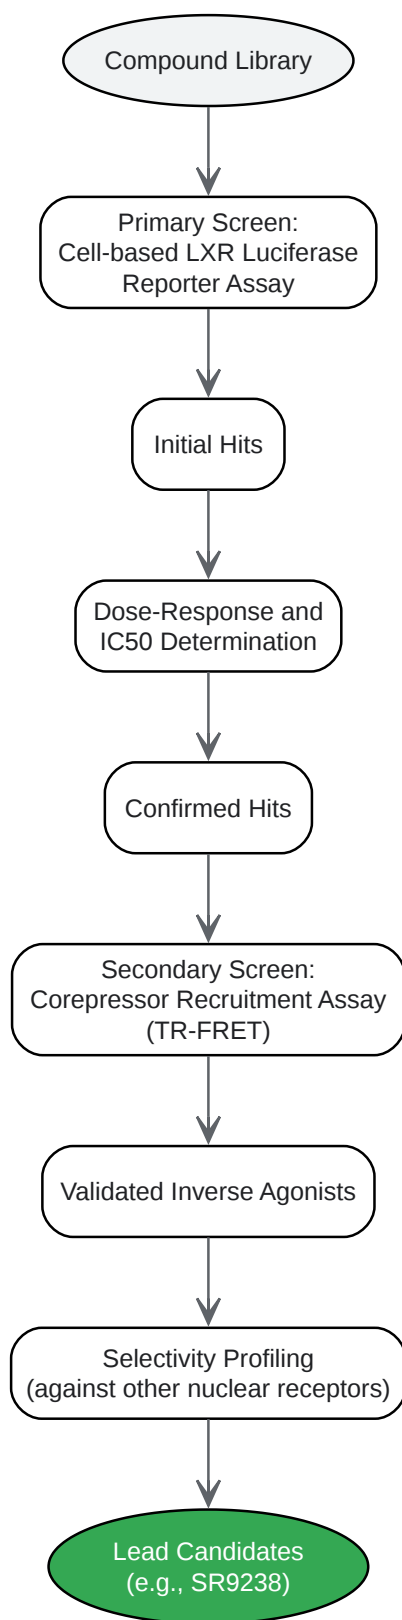 Compound Library
Primary Screen:
Cell-based LXR Luciferase
Reporter Assay
Initial Hits
Dose-Response and
IC50 Determination
Confirmed Hits
Secondary Screen:
Corepressor Recruitment Assay
(TR-FRET)
Validated Inverse Agonists
Selectivity Profiling
(against other nuclear receptors)
Lead Candidates
(e.g., SR9238)